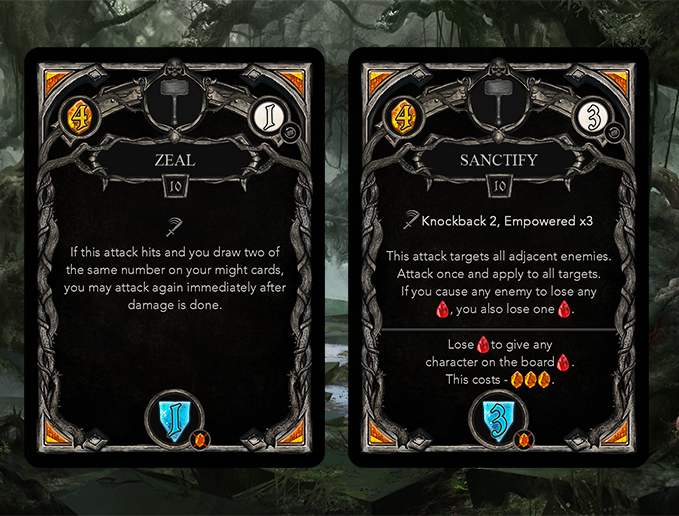 4
1
ZEAL
10
If this attack hits and you draw two of
the same number on your might cards,
you may attack again immediately after
damage is done.
1
4
3
SANCTIFY
10
Knockback 2, Empowered x3
This attack targets all adjacent enemies.
Attack once and apply to all targets.
If you cause any enemy to lose any
, you also lose one .
Lose to give any
character on the board .
This costs - .
3